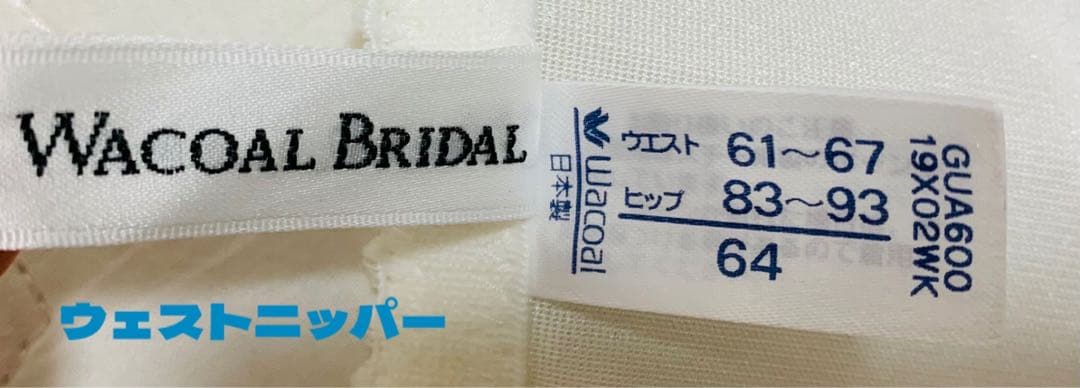 WACOAL BRIDAL
ウェストニッパー
Wacoal
日本製
ウエスト 61～67
ヒップ 83～93
64
GUA600
19X02WK